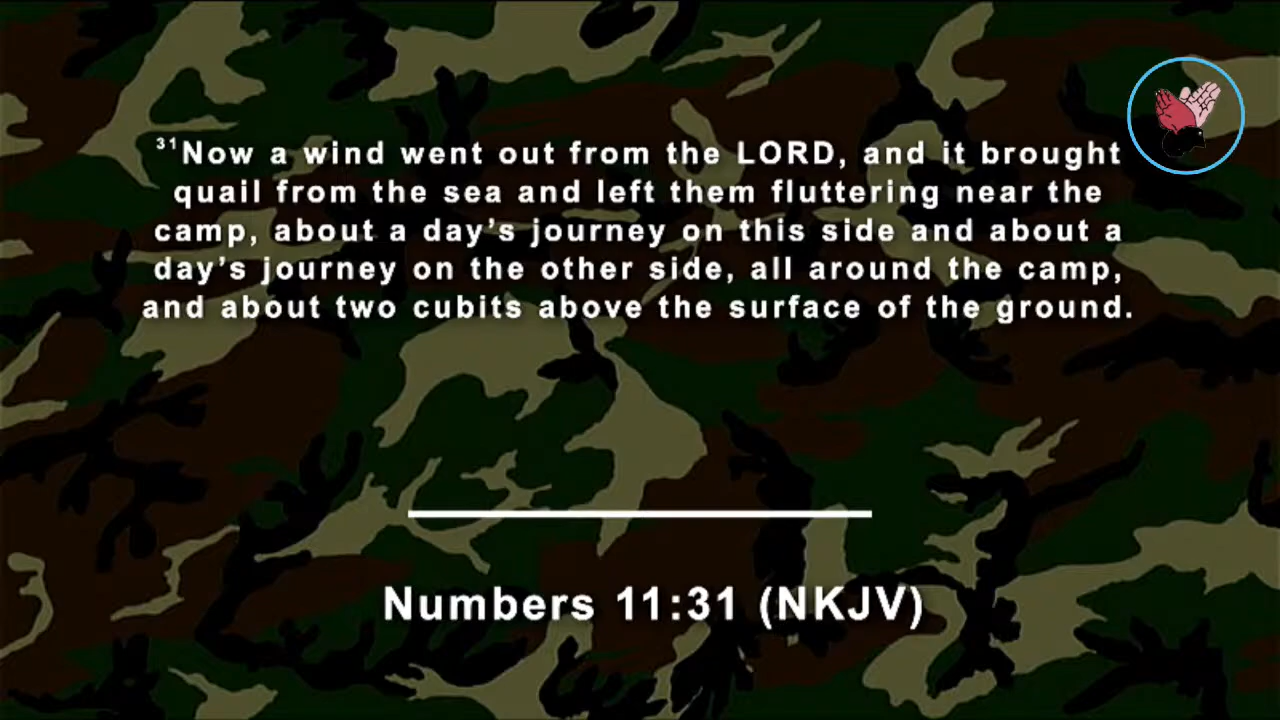 ³¹Now a wind went out from the LORD, and it brought
quail from the sea and left them fluttering near the
camp, about a day’s journey on this side and about a
day’s journey on the other side, all around the camp,
and about two cubits above the surface of the ground.
Numbers 11:31 (NKJV)